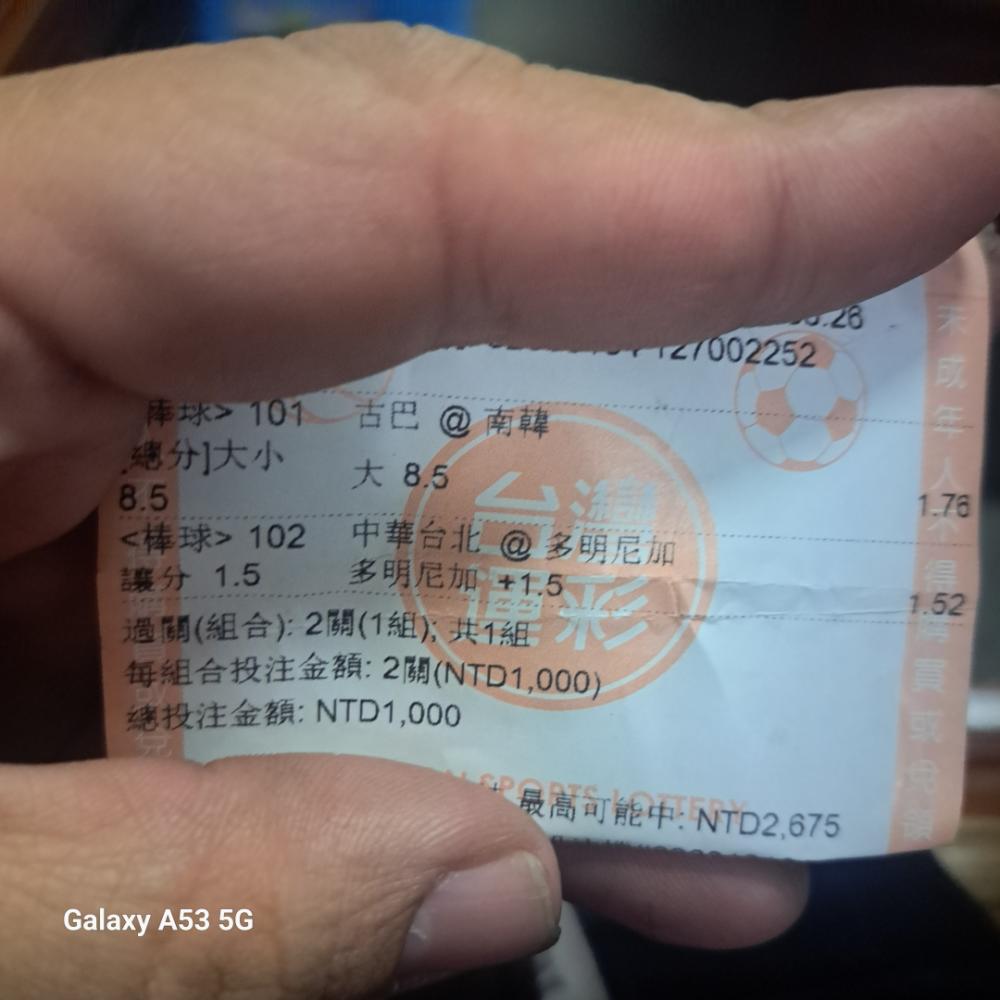 127002252
棒球> 101 古巴 @ 南韓
總分]大小 大 8.5
8.5 1.76
<棒球> 102 中華台北 @ 多明尼加
讓分 1.5 多明尼加 +1.5 1.52
過關(組合): 2關(1組); 共1組
每組合投注金額: 2關(NTD1,000)
總投注金額: NTD1,000
最高可能中: NTD2,675
台灣
運彩
SPORTS LOTTERY
未成年人不得購買或兌領
Galaxy A53 5G